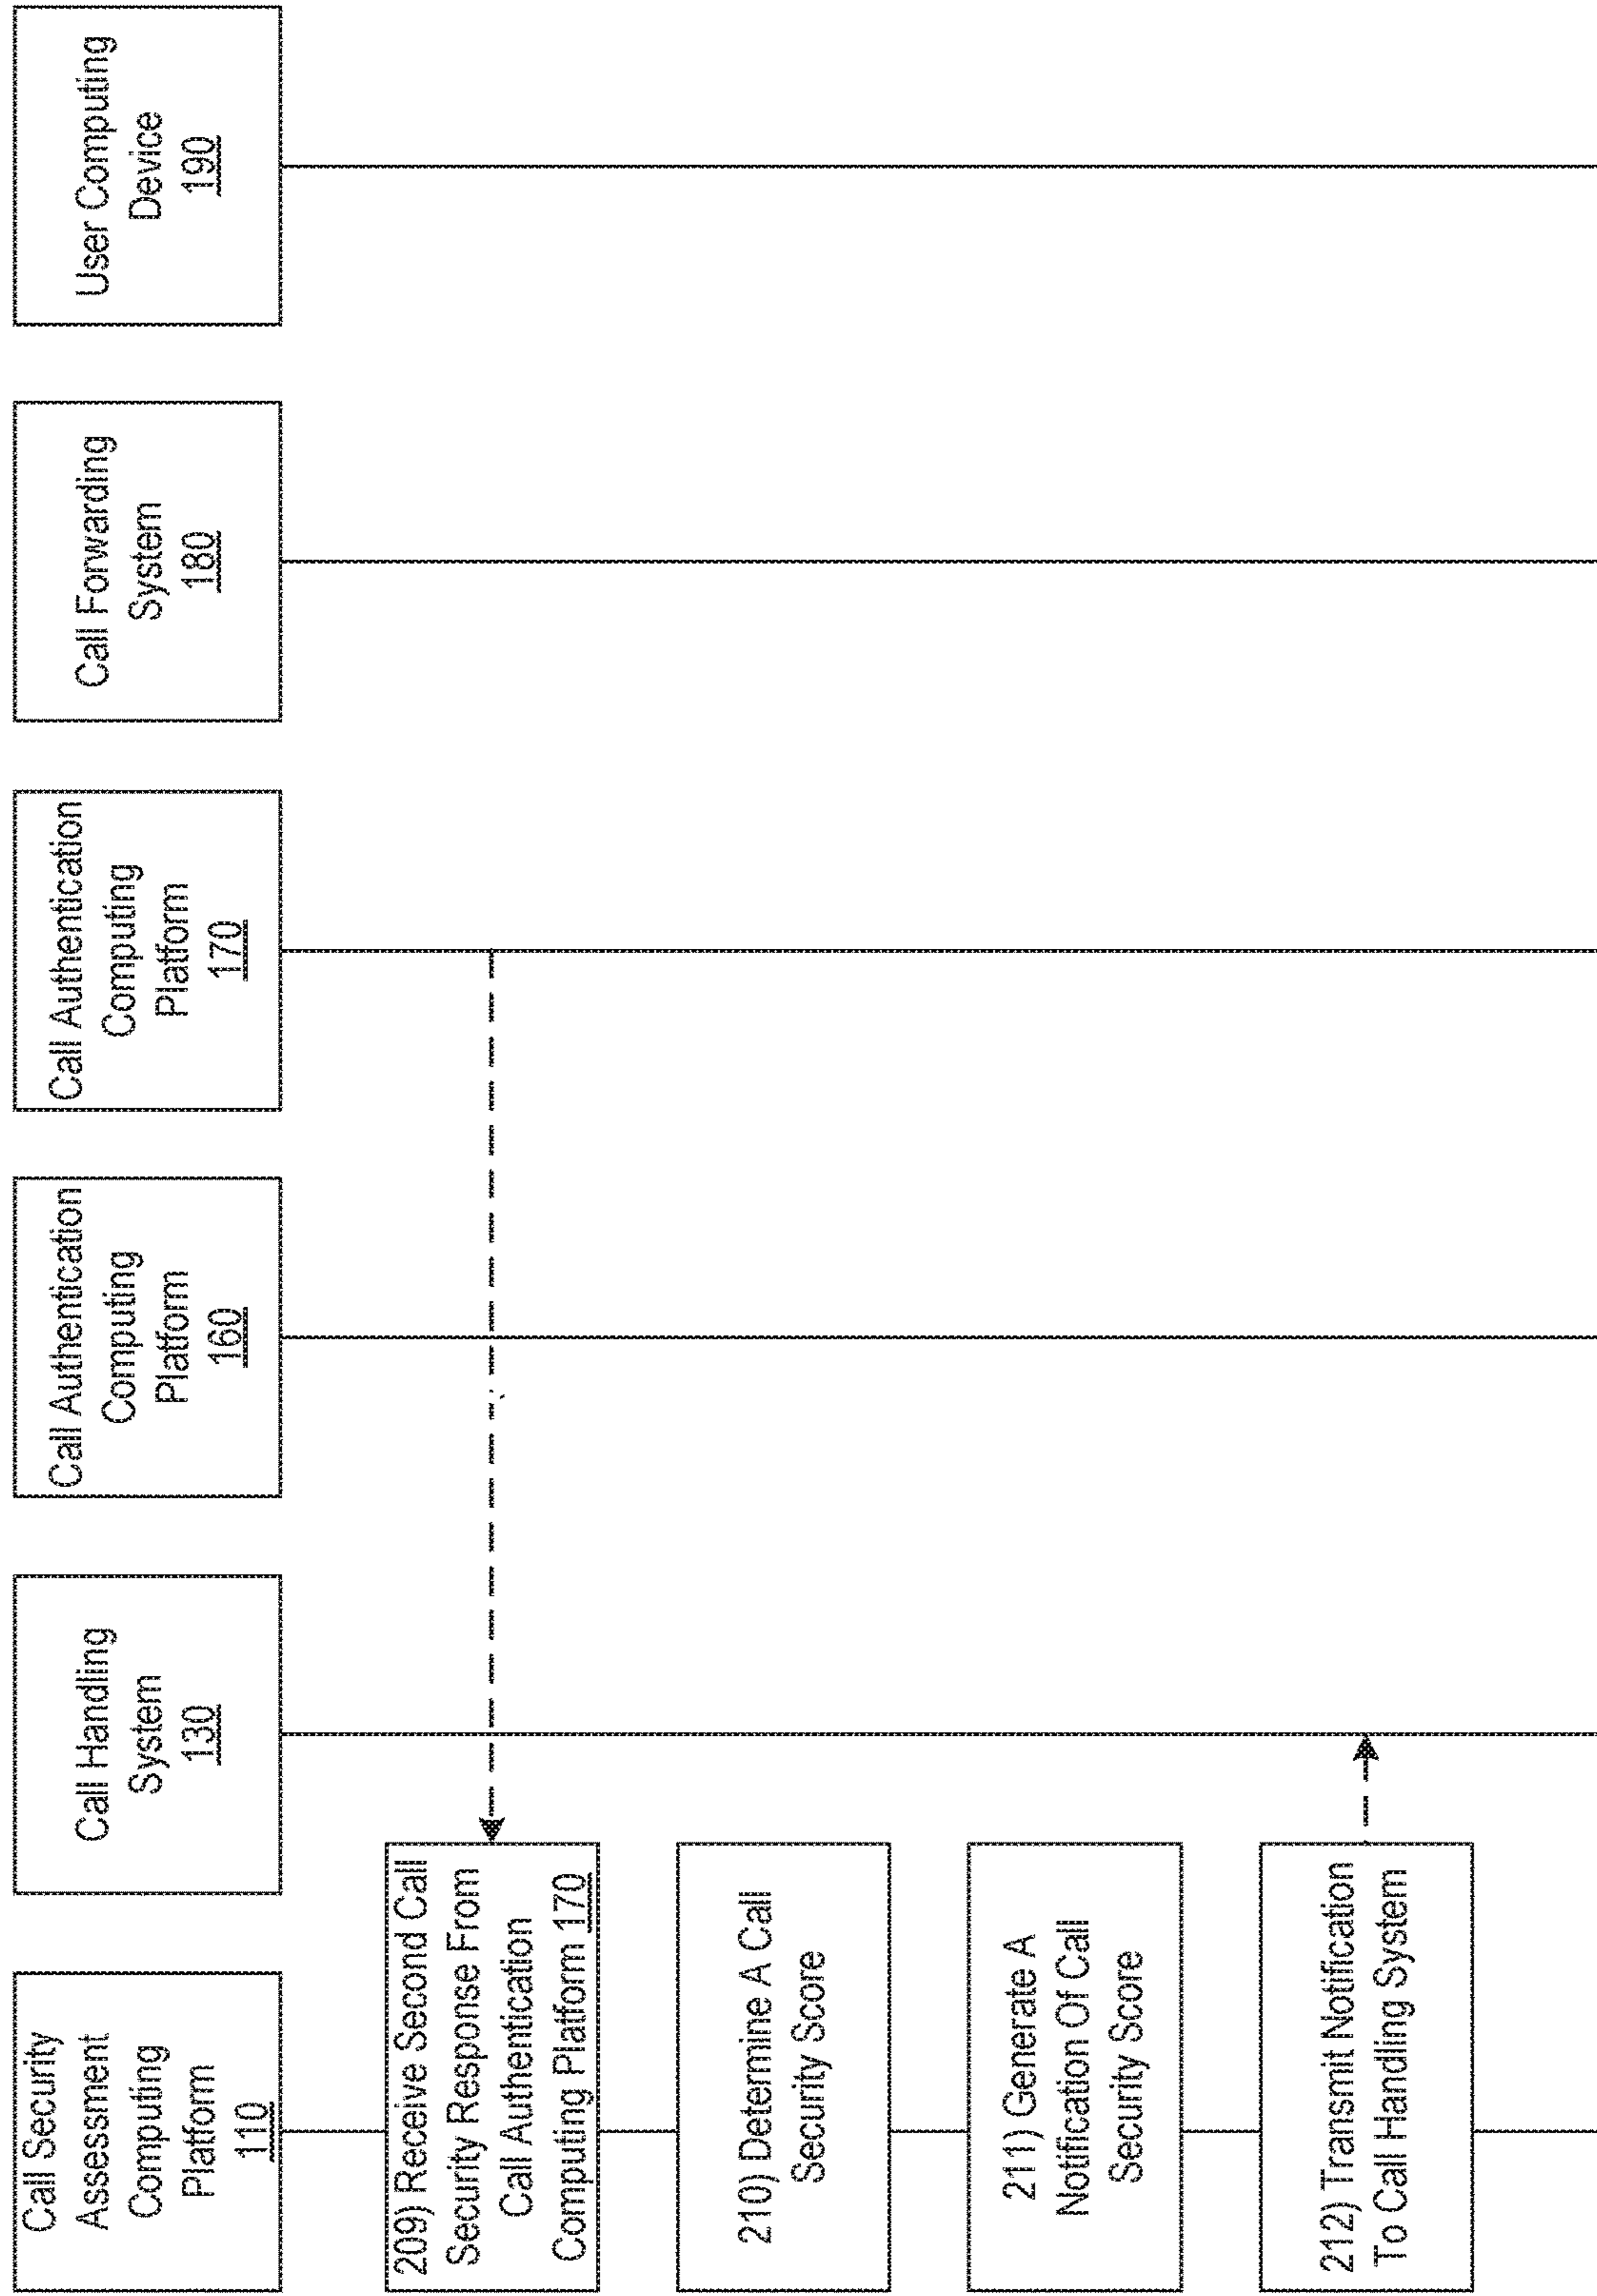 Call Security
Assessment
Computing
Platform
110
Call Handling
System
130
Call Authentication
Computing
Platform
160
Call Authentication
Computing
Platform
170
Call Forwarding
System
180
User Computing
Device
190
209) Receive Second Call
Security Response From
Call Authentication
Computing Platform 170
210) Determine A Call
Security Score
211) Generate A
Notification Of Call
Security Score
212) Transmit Notification
To Call Handling System